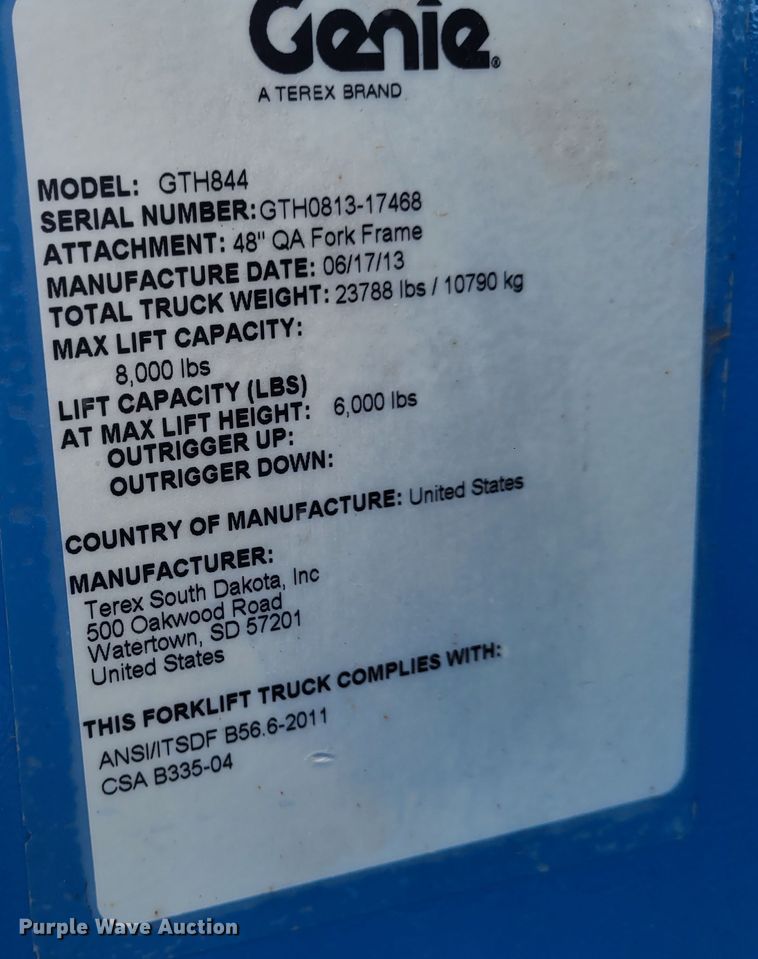 Genie®
A TEREX BRAND
MODEL: GTH844
SERIAL NUMBER: GTH0813-17468
ATTACHMENT: 48" QA Fork Frame
MANUFACTURE DATE: 06/17/13
TOTAL TRUCK WEIGHT: 23788 lbs / 10790 kg
MAX LIFT CAPACITY:
8,000 lbs
LIFT CAPACITY (LBS)
AT MAX LIFT HEIGHT: 6,000 lbs
OUTRIGGER UP:
OUTRIGGER DOWN:
COUNTRY OF MANUFACTURE: United States
MANUFACTURER:
Terex South Dakota, Inc
500 Oakwood Road
Watertown, SD 57201
United States
THIS FORKLIFT TRUCK COMPLIES WITH:
ANSI/ITSDF B56.6-2011
CSA B335-04
Purple Wave Auction